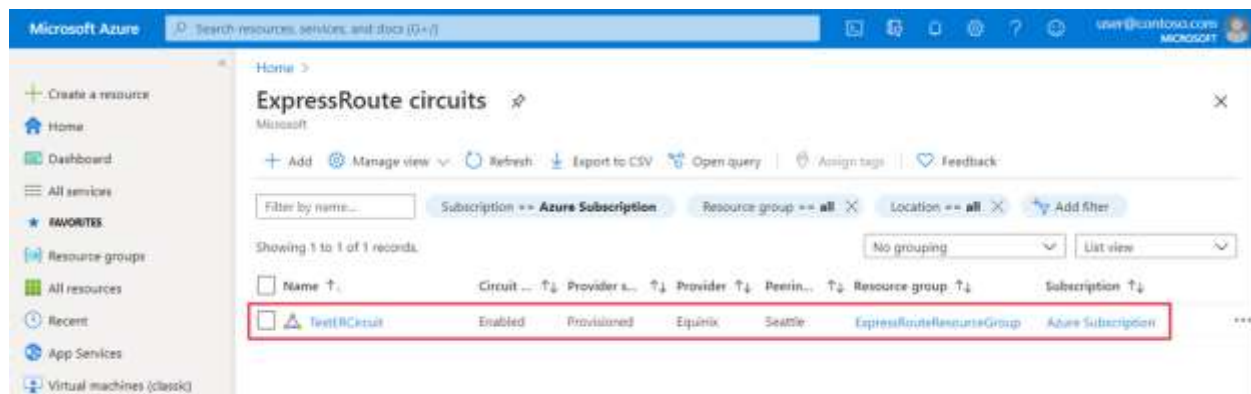 Microsoft Azure
Search resources, services, and docs (G+/)
user@contoso.com
MICROSOFT
Home >
Create a resource
ExpressRoute circuits
Microsoft
Home
Dashboard
Add Manage view Refresh Export to CSV Open query Assign tags Feedback
All services
Filter by name... Subscription == Azure Subscription Resource group == all Location == all Add filter
FAVORITES
Showing 1 to 1 of 1 records. No grouping List view
Resource groups
All resources
Name Circuit ... Provider s... Provider Peerin... Resource group Subscription
Recent
TestERCircuit Enabled Provisioned Equinix Seattle ExpressRouteResourceGroup Azure Subscription
App Services
Virtual machines (classic)